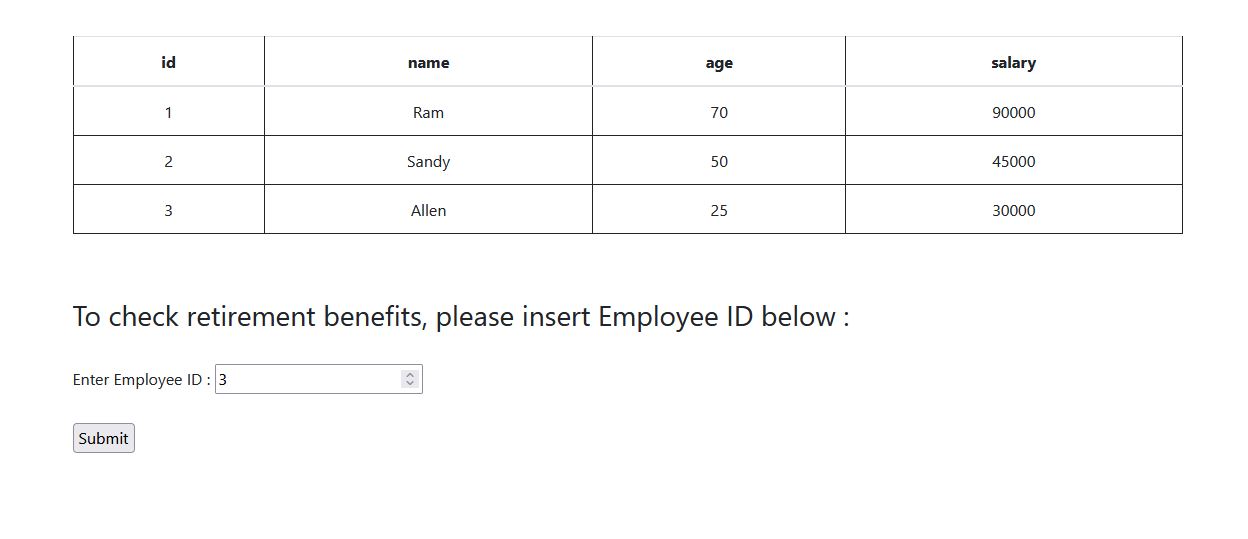 id name age salary
1 Ram 70 90000
2 Sandy 50 45000
3 Allen 25 30000
To check retirement benefits, please insert Employee ID below :
Enter Employee ID : 3
Submit